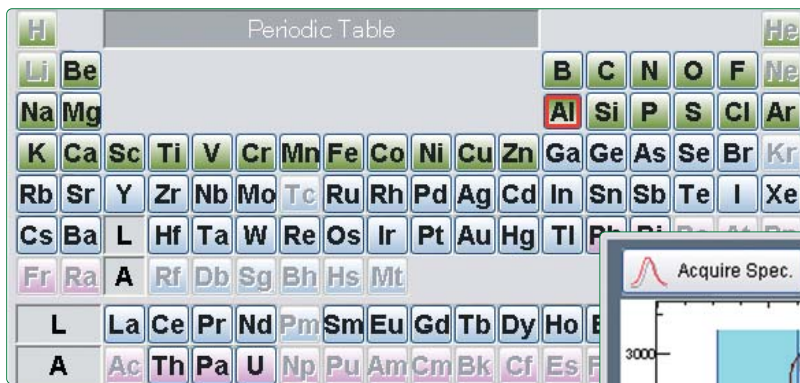 H Periodic Table He
Li Be B C N O F Ne
Na Mg Al Si P S Cl Ar
K Ca Sc Ti V Cr Mn Fe Co Ni Cu Zn Ga Ge As Se Br Kr
Rb Sr Y Zr Nb Mo Tc Ru Rh Pd Ag Cd In Sn Sb Te I Xe
Cs Ba L Hf Ta W Re Os Ir Pt Au Hg Tl Pb Bi
Fr Ra A Rf Db Sg Bh Hs Mt
L La Ce Pr Nd Pm Sm Eu Gd Tb Dy Ho
A Ac Th Pa U Np Pu Am Cm Bk Cf Es
Acquire Spec.
3000